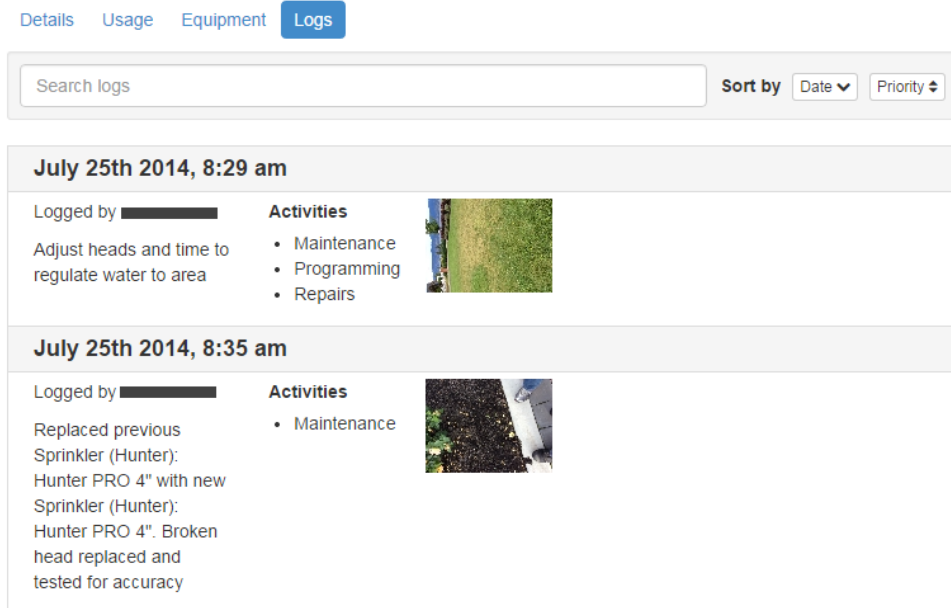 Details Usage Equipment Logs
Search logs Sort by Date Priority
July 25th 2014, 8:29 am
Logged by
Adjust heads and time to
regulate water to area
Activities
• Maintenance
• Programming
• Repairs
July 25th 2014, 8:35 am
Logged by
Replaced previous
Sprinkler (Hunter):
Hunter PRO 4" with new
Sprinkler (Hunter):
Hunter PRO 4". Broken
head replaced and
tested for accuracy
Activities
• Maintenance